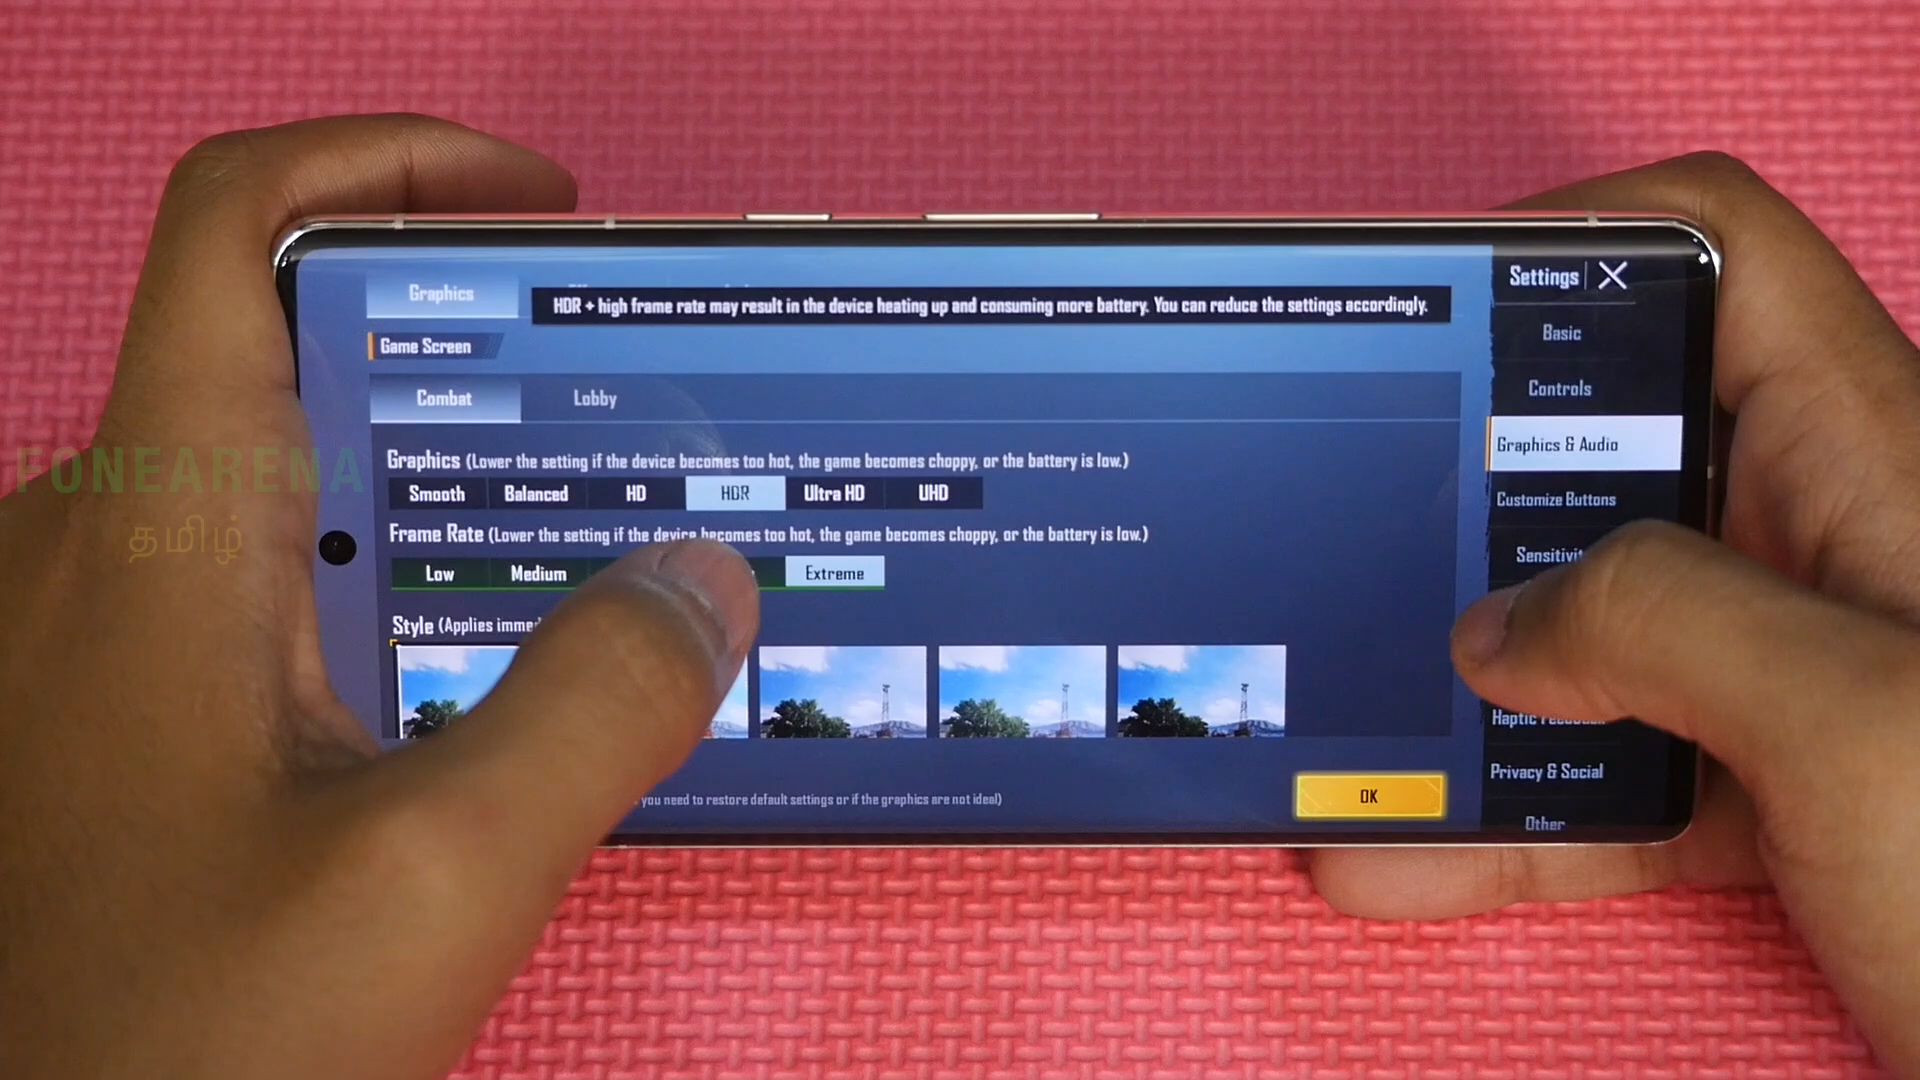 Graphics
HDR + high frame rate may result in the device heating up and consuming more battery. You can reduce the settings accordingly.
Game Screen
Combat Lobby
Graphics (Lower the setting if the device becomes too hot, the game becomes choppy, or the battery is low.)
Smooth Balanced HD HDR Ultra HD UHD
Frame Rate (Lower the setting if the device becomes too hot, the game becomes choppy, or the battery is low.)
Low Medium Extreme
Style (Applies
you need to restore default settings or if the graphics are not ideal)
OK
Settings
Basic
Controls
Graphics & Audio
Customize Buttons
Haptic
Privacy & Social
Other
FONEARENA
தமிழ்